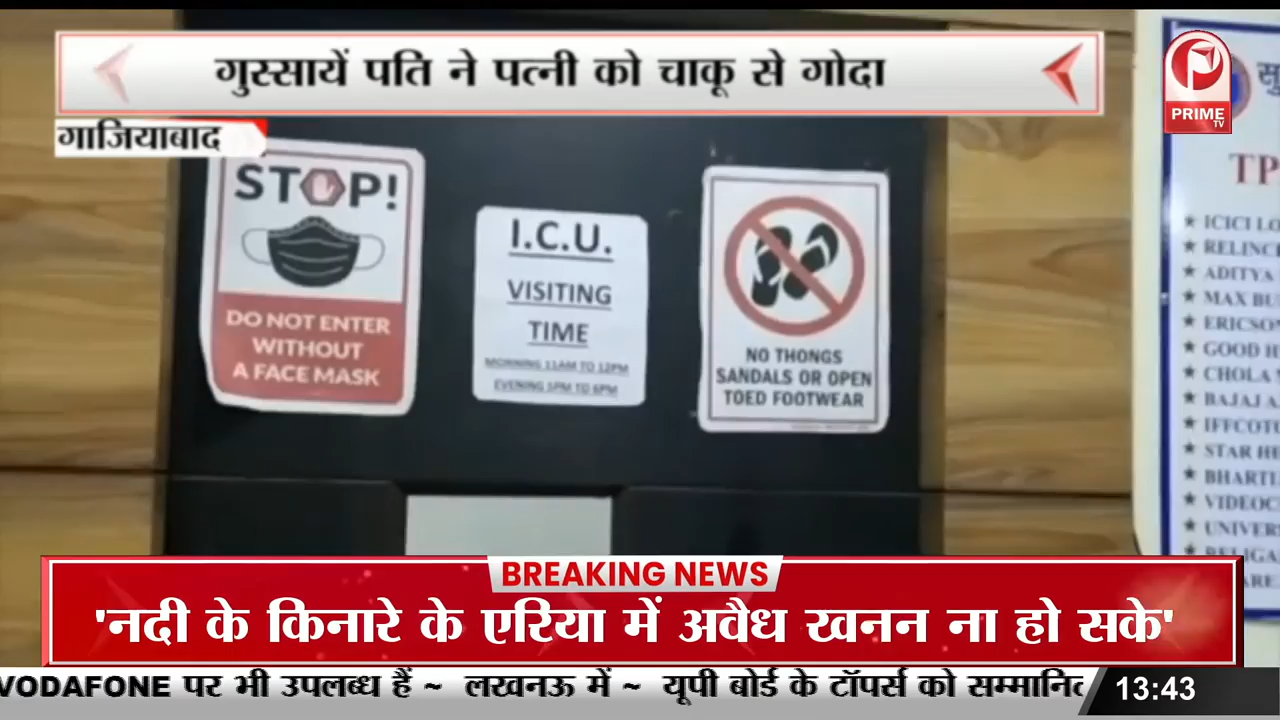 गुस्सायें पति ने पत्नी को चाकू से गोदा
गाजियाबाद
PRIME
TV
STOP!
DO NOT ENTER
WITHOUT
A FACE MASK
I.C.U.
VISITING
TIME
MORNING 11AM TO 12PM
EVENING 5PM TO 6PM
NO THONGS
SANDALS OR OPEN
TOED FOOTWEAR
TP
★ ICICI LO
★ RELINC
★ ADITYA
★ MAX BU
★ ERICSO
★ GOOD H
★ CHOLA
★ BAJAJ A
★ IFFCOTO
★ STAR HE
★ BHARTI
★ VIDEOC
★ UNIVER
BREAKING NEWS
'नदी के किनारे के एरिया में अवैध खनन ना हो सके'
VODAFONE पर भी उपलब्ध हैं ~ लखनऊ में ~ यूपी बोर्ड के टॉपर्स को सम्मानित
13:43